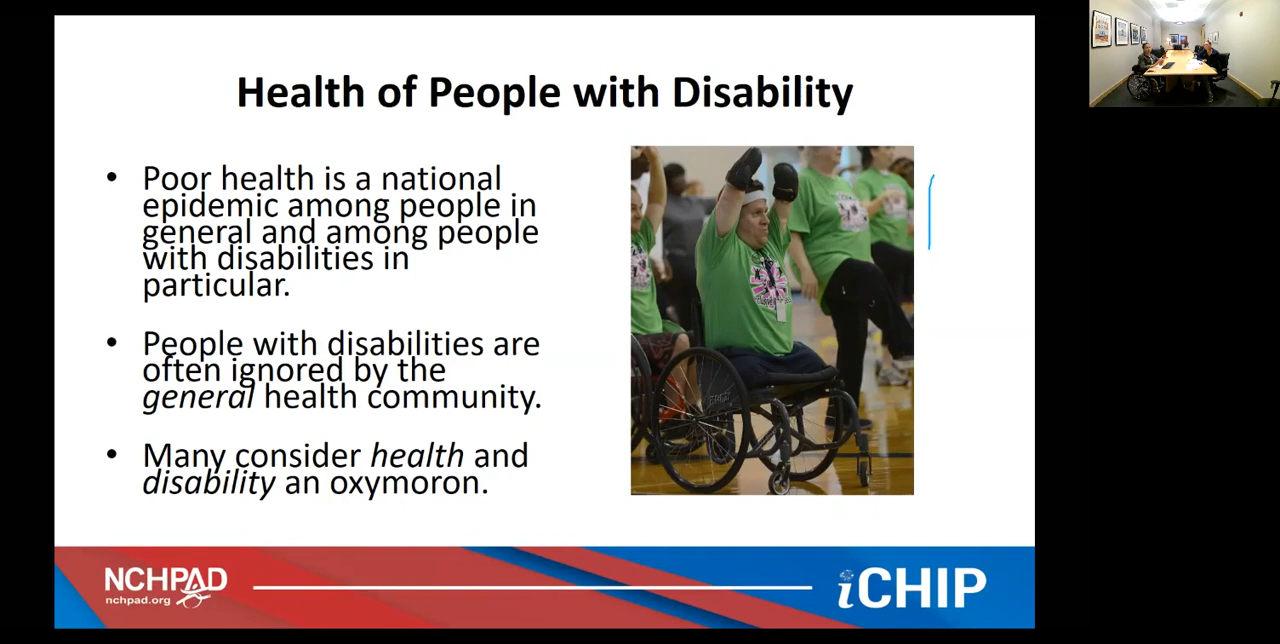 Health of People with Disability
• Poor health is a national
epidemic among people in
general and among people
with disabilities in
particular.
• People with disabilities are
often ignored by the
general health community.
• Many consider health and
disability an oxymoron.
NCHPAD
nchpad.org
iCHIP